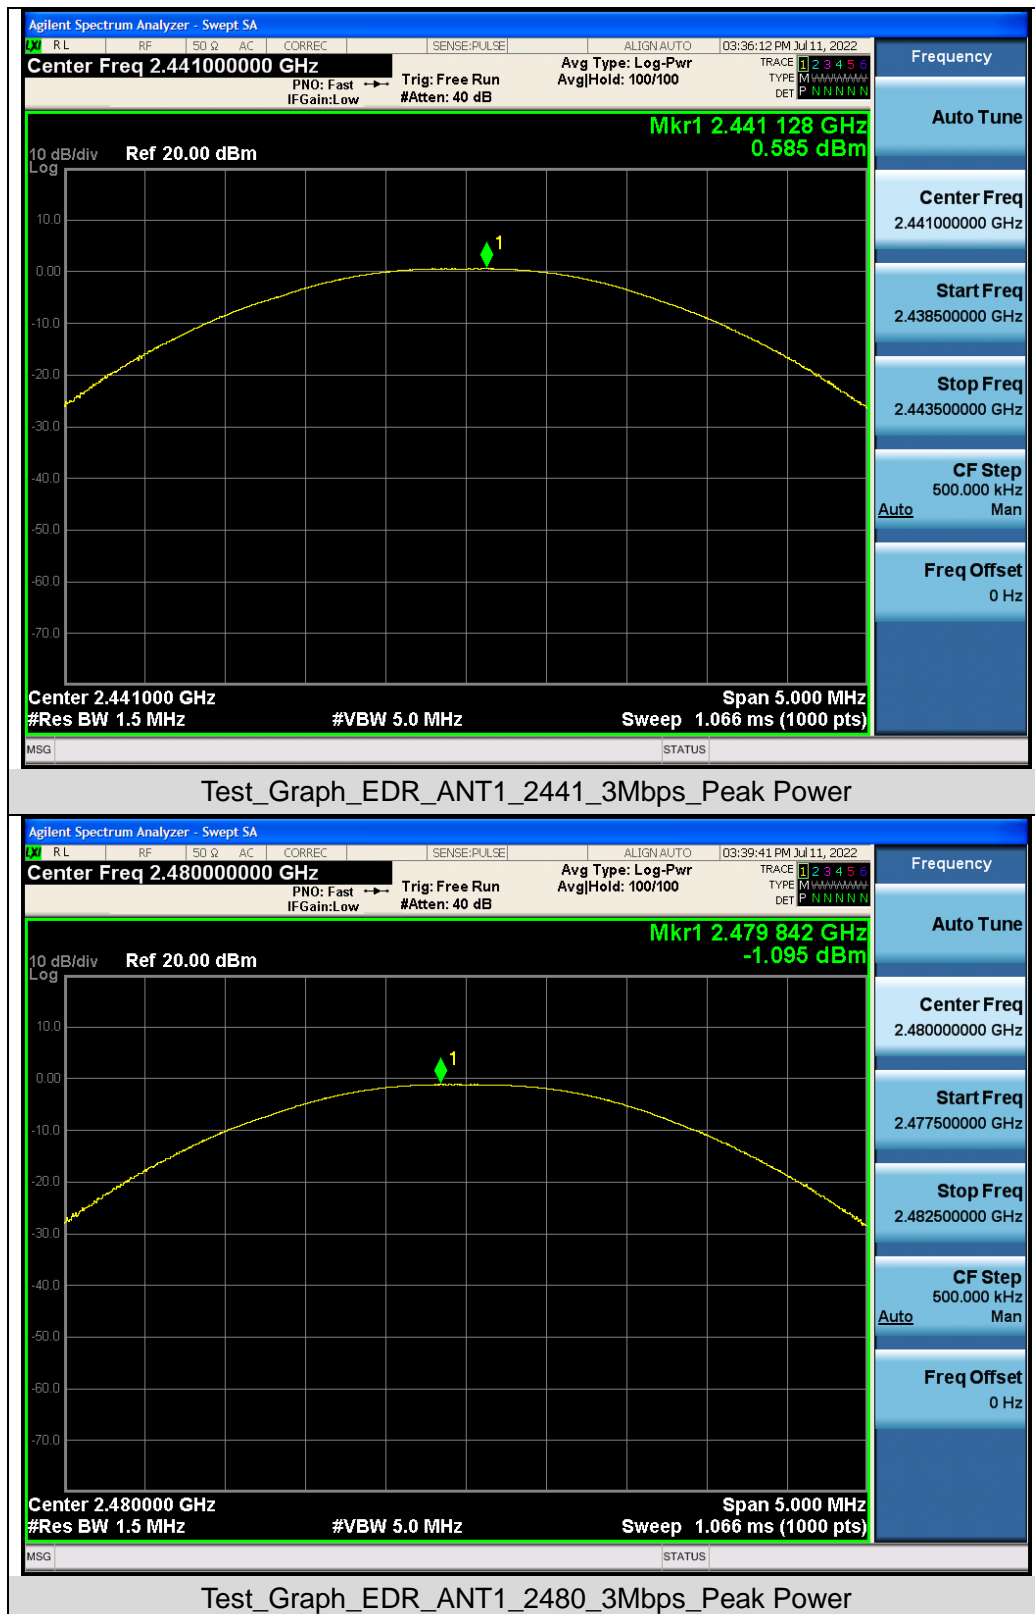 Agilent Spectrum Analyzer - Swept SA
LXI RL RF 50 Ω AC CORREC SENSE:PULSE ALIGN AUTO 03:36:12 PM Jul 11, 2022
Center Freq 2.441000000 GHz
PNO: Fast
IFGain:Low
Trig: Free Run
#Atten: 40 dB
Avg Type: Log-Pwr
Avg|Hold: 100/100
TRACE 1 2 3 4 5 6
TYPE M
DET P N N N N N
Frequency
Auto Tune
Mkr1 2.441 128 GHz
0.585 dBm
10 dB/div Ref 20.00 dBm
Log
10.0
0.00
-10.0
-20.0
-30.0
-40.0
-50.0
-60.0
-70.0
1
Center Freq
2.441000000 GHz
Start Freq
2.438500000 GHz
Stop Freq
2.443500000 GHz
CF Step
500.000 kHz
Auto Man
Freq Offset
0 Hz
Center 2.441000 GHz Span 5.000 MHz
#Res BW 1.5 MHz #VBW 5.0 MHz Sweep 1.066 ms (1000 pts)
MSG STATUS
Test_Graph_EDR_ANT1_2441_3Mbps_Peak Power
Agilent Spectrum Analyzer - Swept SA
LXI RL RF 50 Ω AC CORREC SENSE:PULSE ALIGN AUTO 03:39:41 PM Jul 11, 2022
Center Freq 2.480000000 GHz
PNO: Fast
IFGain:Low
Trig: Free Run
#Atten: 40 dB
Avg Type: Log-Pwr
Avg|Hold: 100/100
TRACE 1 2 3 4 5 6
TYPE M
DET P N N N N N
Frequency
Auto Tune
Mkr1 2.479 842 GHz
-1.095 dBm
10 dB/div Ref 20.00 dBm
Log
10.0
0.00
-10.0
-20.0
-30.0
-40.0
-50.0
-60.0
-70.0
1
Center Freq
2.480000000 GHz
Start Freq
2.477500000 GHz
Stop Freq
2.482500000 GHz
CF Step
500.000 kHz
Auto Man
Freq Offset
0 Hz
Center 2.480000 GHz Span 5.000 MHz
#Res BW 1.5 MHz #VBW 5.0 MHz Sweep 1.066 ms (1000 pts)
MSG STATUS
Test_Graph_EDR_ANT1_2480_3Mbps_Peak Power